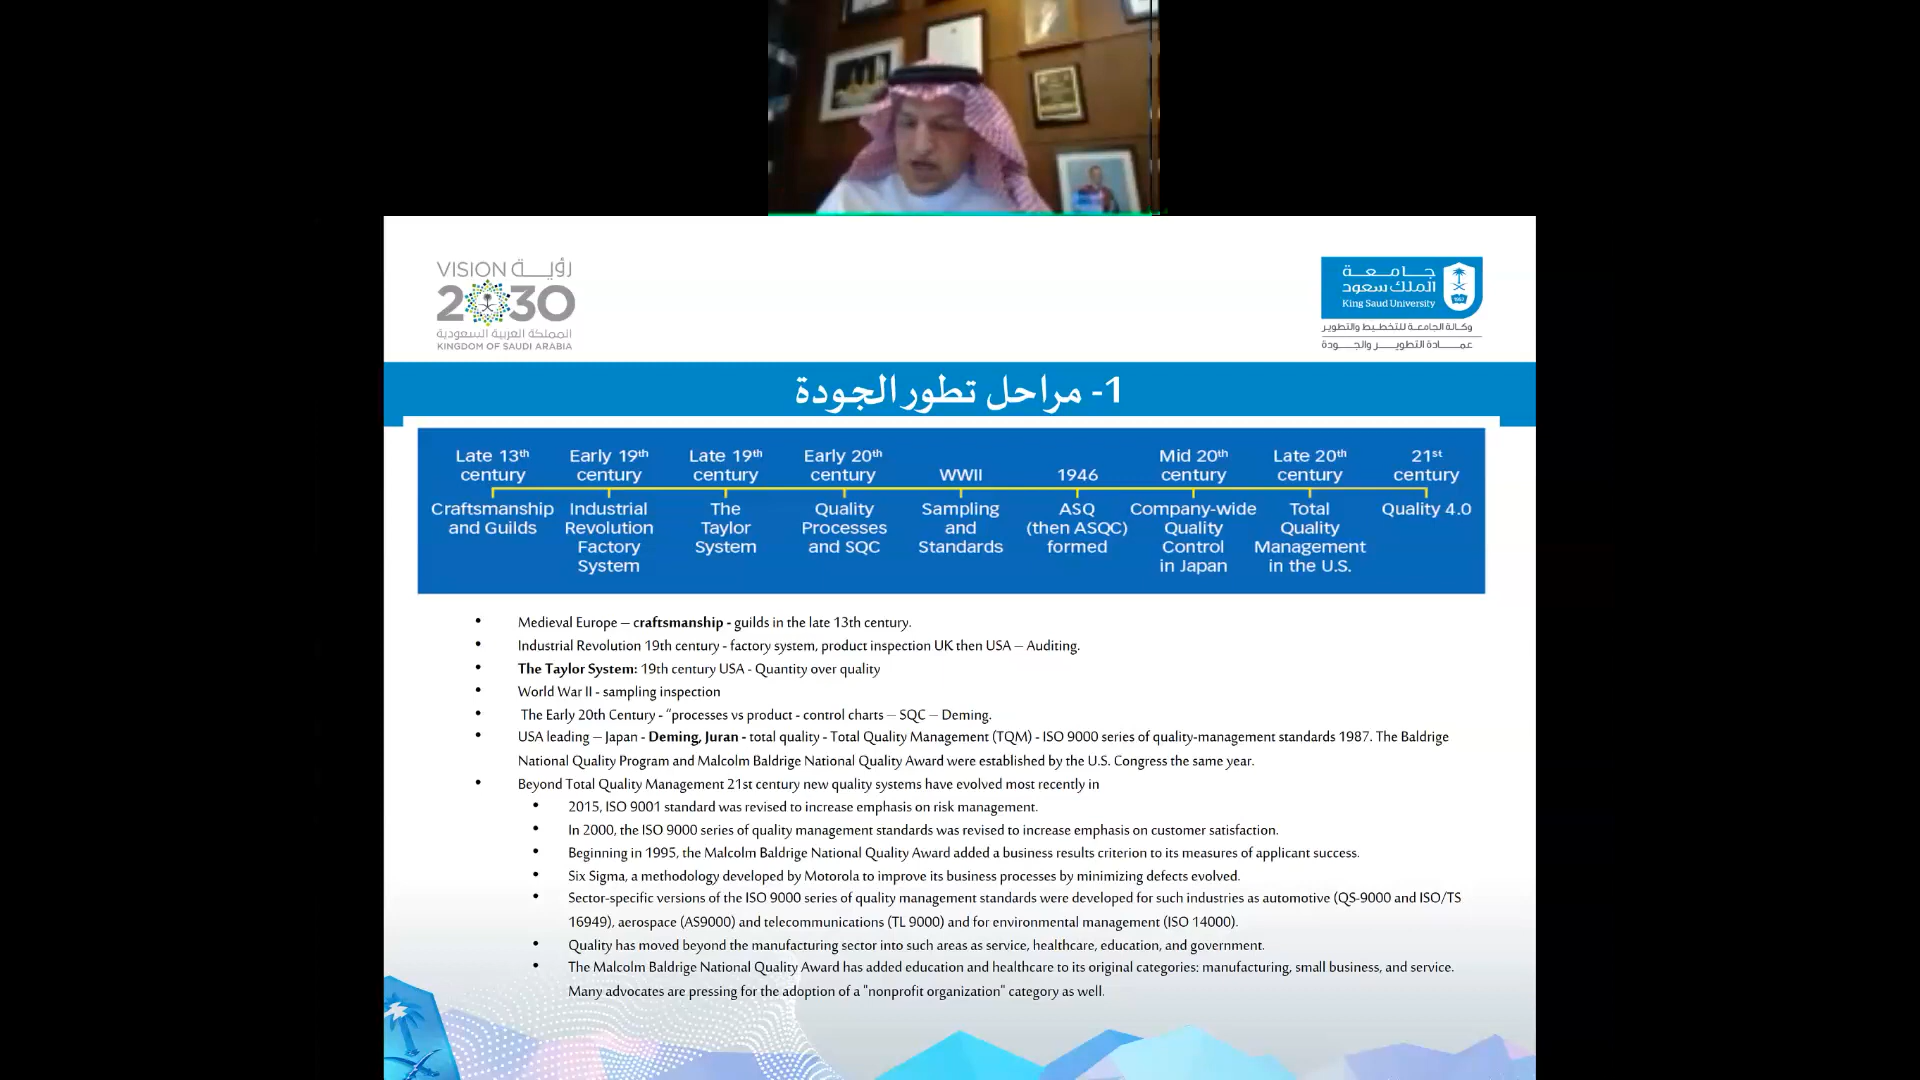 VISION رؤيــة
2030
المملكة العربية السعودية
KINGDOM OF SAUDI ARABIA
جــامــعــة
الملك سعود
King Saud University
1957
وكـالة الجامعـة للتخطـيط والتطوير
عمـــادة التطويـــر والجـــودة
1- مراحل تطور الجودة
Late 13th century
Craftsmanship and Guilds
Early 19th century
Industrial Revolution Factory System
Late 19th century
The Taylor System
Early 20th century
Quality Processes and SQC
WWII
Sampling and Standards
1946
ASQ (then ASQC) formed
Mid 20th century
Company-wide Quality Control in Japan
Late 20th century
Total Quality Management in the U.S.
21st century
Quality 4.0
• Medieval Europe – craftsmanship - guilds in the late 13th century.
• Industrial Revolution 19th century - factory system, product inspection UK then USA – Auditing.
• The Taylor System: 19th century USA - Quantity over quality
• World War II - sampling inspection
• The Early 20th Century - “processes vs product - control charts – SQC – Deming.
• USA leading – Japan - Deming, Juran - total quality - Total Quality Management (TQM) - ISO 9000 series of quality-management standards 1987. The Baldrige
National Quality Program and Malcolm Baldrige National Quality Award were established by the U.S. Congress the same year.
• Beyond Total Quality Management 21st century new quality systems have evolved most recently in
• 2015, ISO 9001 standard was revised to increase emphasis on risk management.
• In 2000, the ISO 9000 series of quality management standards was revised to increase emphasis on customer satisfaction.
• Beginning in 1995, the Malcolm Baldrige National Quality Award added a business results criterion to its measures of applicant success.
• Six Sigma, a methodology developed by Motorola to improve its business processes by minimizing defects evolved.
• Sector-specific versions of the ISO 9000 series of quality management standards were developed for such industries as automotive (QS-9000 and ISO/TS
16949), aerospace (AS9000) and telecommunications (TL 9000) and for environmental management (ISO 14000).
• Quality has moved beyond the manufacturing sector into such areas as service, healthcare, education, and government.
• The Malcolm Baldrige National Quality Award has added education and healthcare to its original categories: manufacturing, small business, and service.
Many advocates are pressing for the adoption of a "nonprofit organization" category as well.